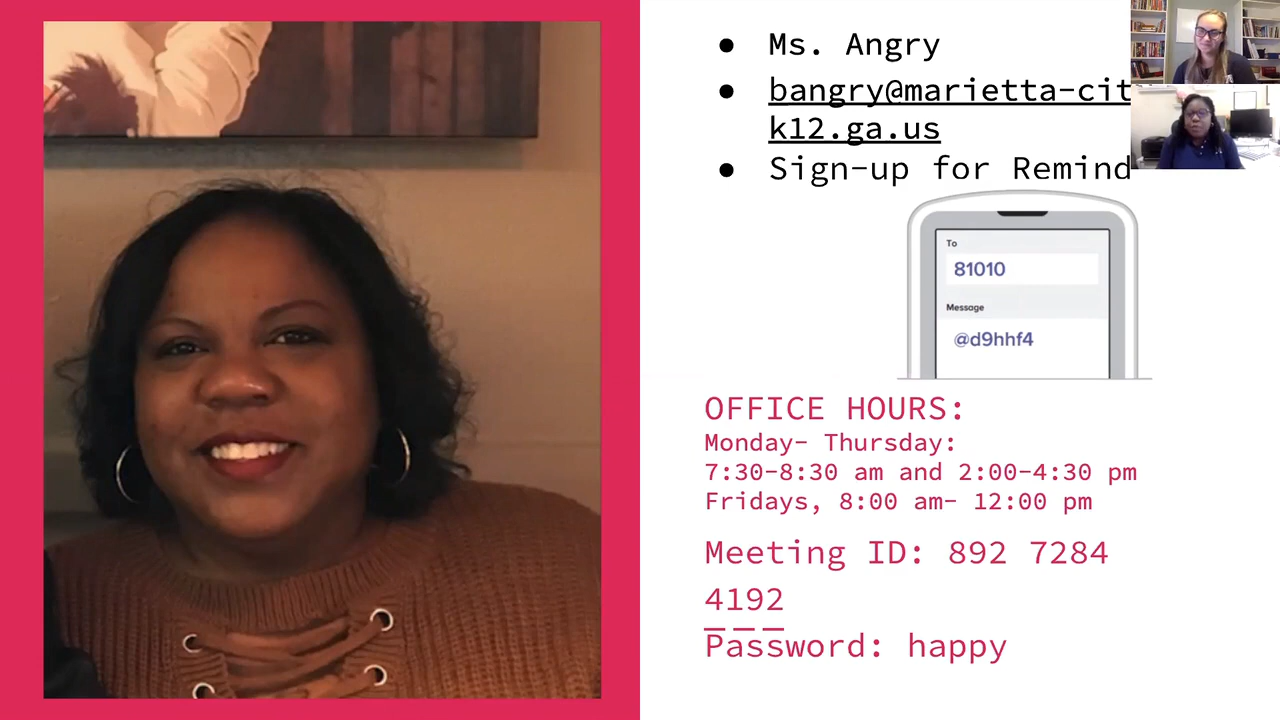 ● Ms. Angry
● bangry@marietta-cit
k12.ga.us
● Sign-up for Remind
To
81010
Message
@d9hhf4
OFFICE HOURS:
Monday- Thursday:
7:30-8:30 am and 2:00-4:30 pm
Fridays, 8:00 am- 12:00 pm
Meeting ID: 892 7284
4192
Password: happy